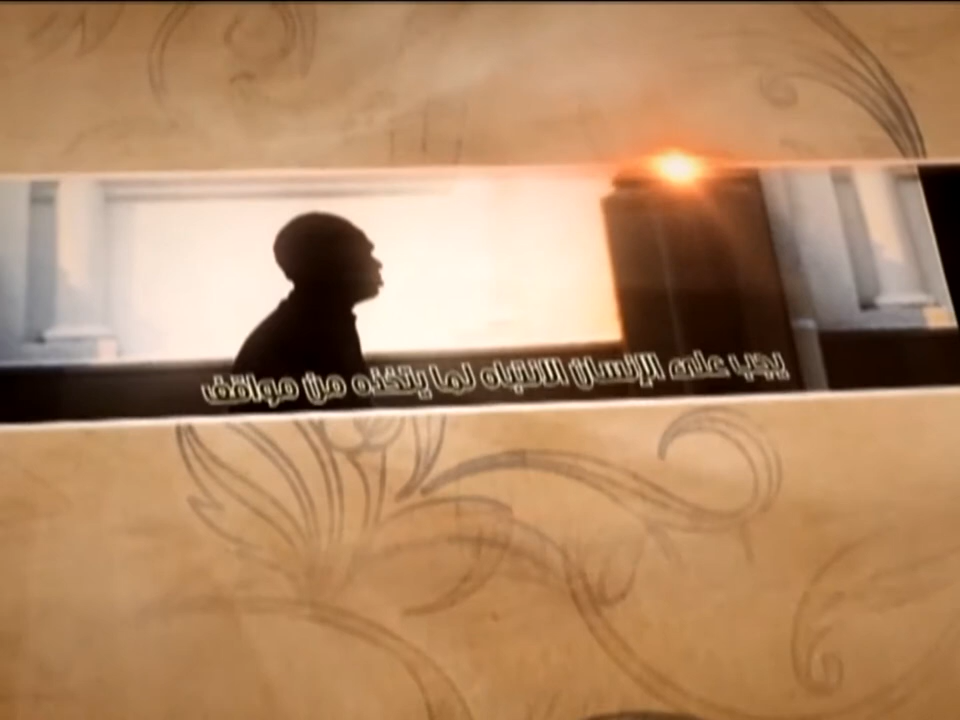 يجب على الإنسان الانتباه لما يتخذه من مواقف